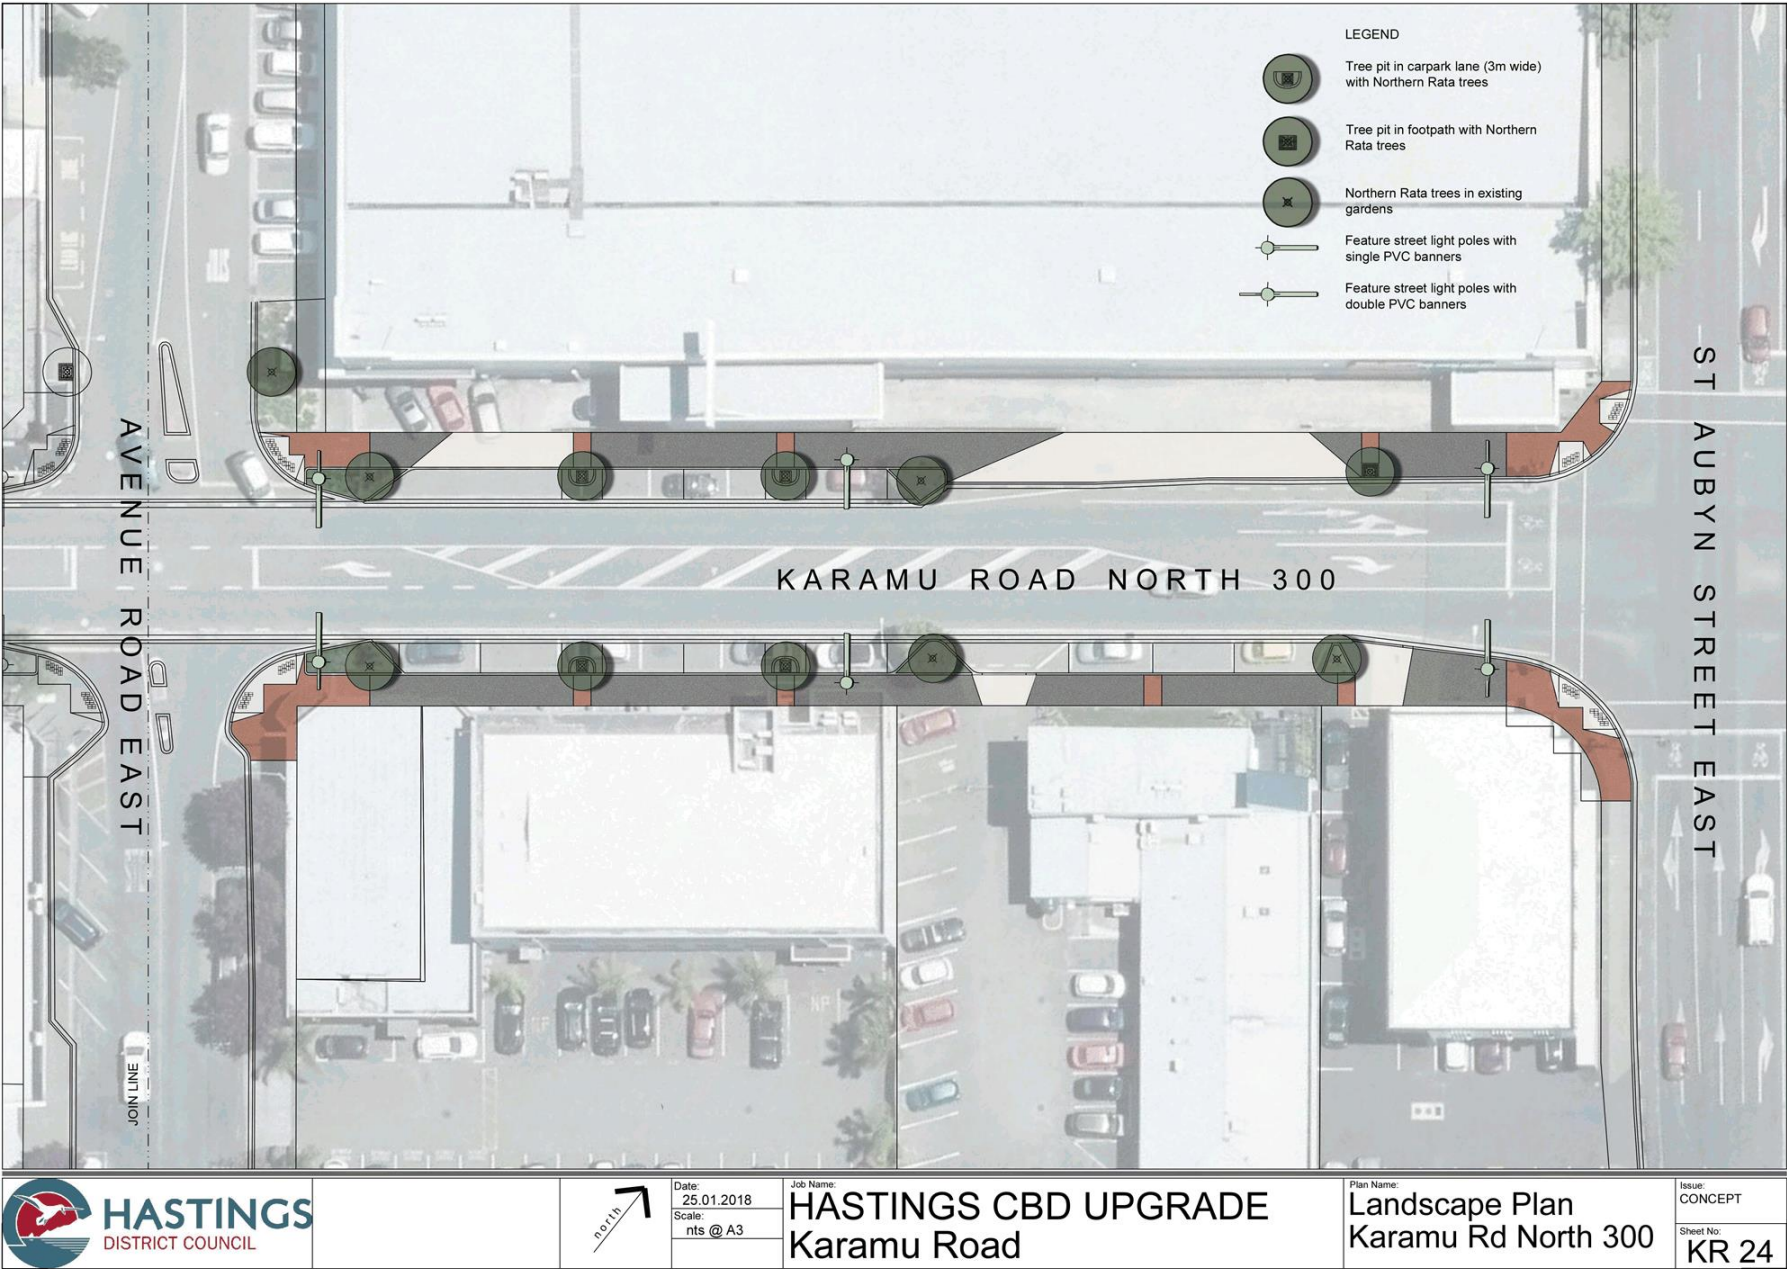 LEGEND
Tree pit in carpark lane (3m wide)
with Northern Rata trees
Tree pit in footpath with Northern
Rata trees
Northern Rata trees in existing
gardens
Feature street light poles with
single PVC banners
Feature street light poles with
double PVC banners
AVENUE ROAD EAST
KARAMU ROAD NORTH 300
ST AUBYN STREET EAST
NP
JOIN LINE
HASTINGS
DISTRICT COUNCIL
north
Date:
25.01.2018
Scale:
nts @ A3
Job Name:
HASTINGS CBD UPGRADE
Karamu Road
Plan Name:
Landscape Plan
Karamu Rd North 300
Issue:
CONCEPT
Sheet No:
KR 24